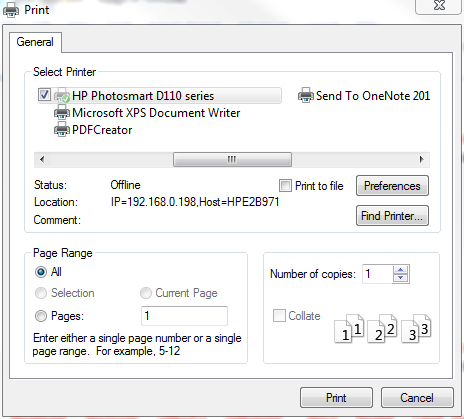 Print
General
Select Printer
HP Photosmart D110 series
Send To OneNote 201
Microsoft XPS Document Writer
PDFCreator
Status: Offline
Print to file
Preferences
Location: IP=192.168.0.198,Host=HPE2B971
Comment:
Find Printer...
Page Range
All
Selection
Current Page
Pages: 1
Enter either a single page number or a single
page range. For example, 5-12
Number of copies: 1
Collate
1 1 2 2 3 3
Print
Cancel